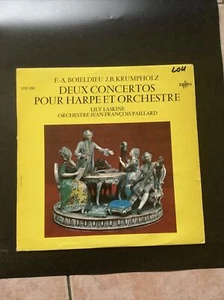 F. A. BOIELDIEU J.B. KRUMPHOLZ
DEUX CONCERTOS
POUR HARPE ET ORCHESTRE
LILY LASKINE
ORCHESTRE JEAN-FRANÇOIS PAILLARD